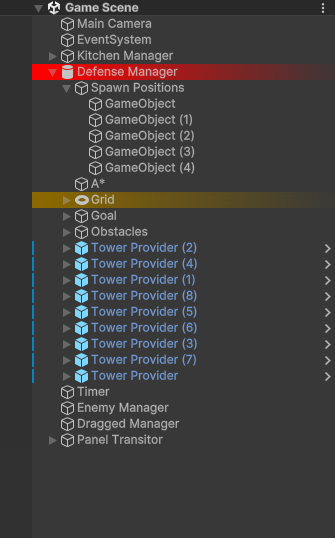 Game Scene
Main Camera
EventSystem
Kitchen Manager
Defense Manager
Spawn Positions
GameObject
GameObject (1)
GameObject (2)
GameObject (3)
GameObject (4)
A*
Grid
Goal
Obstacles
Tower Provider (2)
Tower Provider (4)
Tower Provider (1)
Tower Provider (8)
Tower Provider (5)
Tower Provider (6)
Tower Provider (3)
Tower Provider (7)
Tower Provider
Timer
Enemy Manager
Dragged Manager
Panel Transitor